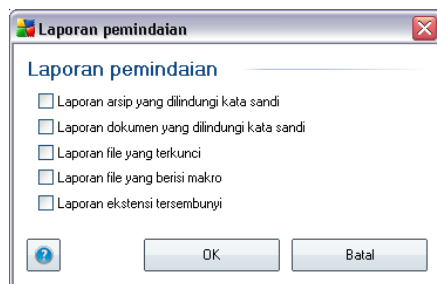 Laporan pemindaian
Laporan pemindaian
Laporan arsip yang dilindungi kata sandi
Laporan dokumen yang dilindungi kata sandi
Laporan file yang terkunci
Laporan file yang berisi makro
Laporan ekstensi tersembunyi
? OK Batal